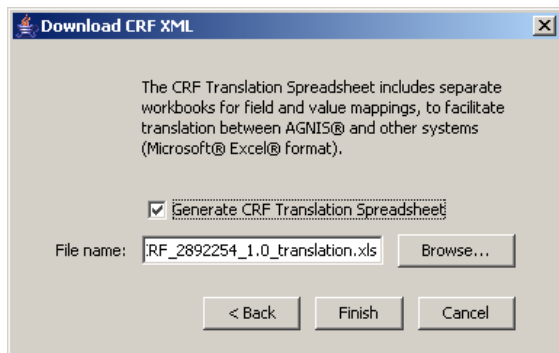 Download CRF XML
The CRF Translation Spreadsheet includes separate
workbooks for field and value mappings, to facilitate
translation between AGNIS® and other systems
(Microsoft® Excel® format).
Generate CRF Translation Spreadsheet
File name: RF_2892254_1.0_translation.xls Browse...
< Back Finish Cancel